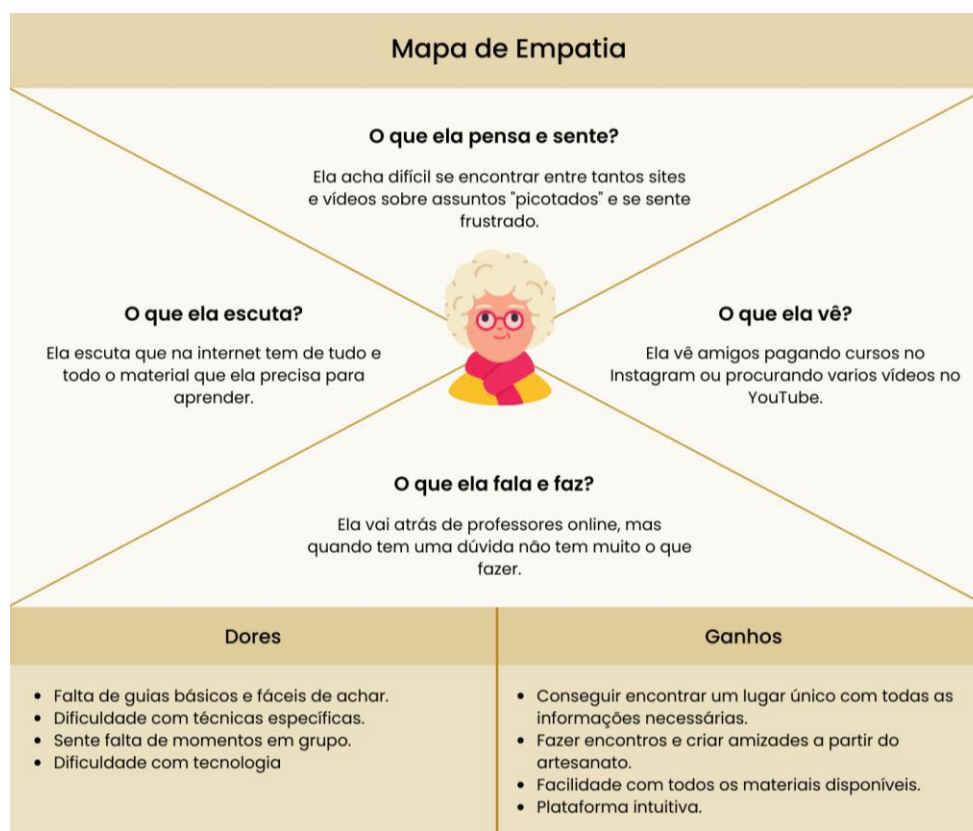 Mapa de Empatia
O que ela pensa e sente?
Ela acha difícil se encontrar entre tantos sites
e vídeos sobre assuntos "picotados" e se sente
frustrado.
O que ela escuta?
Ela escuta que na internet tem de tudo e
todo o material que ela precisa para
aprender.
O que ela vê?
Ela vê amigos pagando cursos no
Instagram ou procurando varios vídeos no
YouTube.
O que ela fala e faz?
Ela vai atrás de professores online, mas
quando tem uma dúvida não tem muito o que
fazer.
Dores
• Falta de guias básicos e fáceis de achar.
• Dificuldade com técnicas específicas.
• Sente falta de momentos em grupo.
• Dificuldade com tecnologia
Ganhos
• Conseguir encontrar um lugar único com todas as
informações necessárias.
• Fazer encontros e criar amizades a partir do
artesanato.
• Facilidade com todos os materiais disponíveis.
• Plataforma intuitiva.